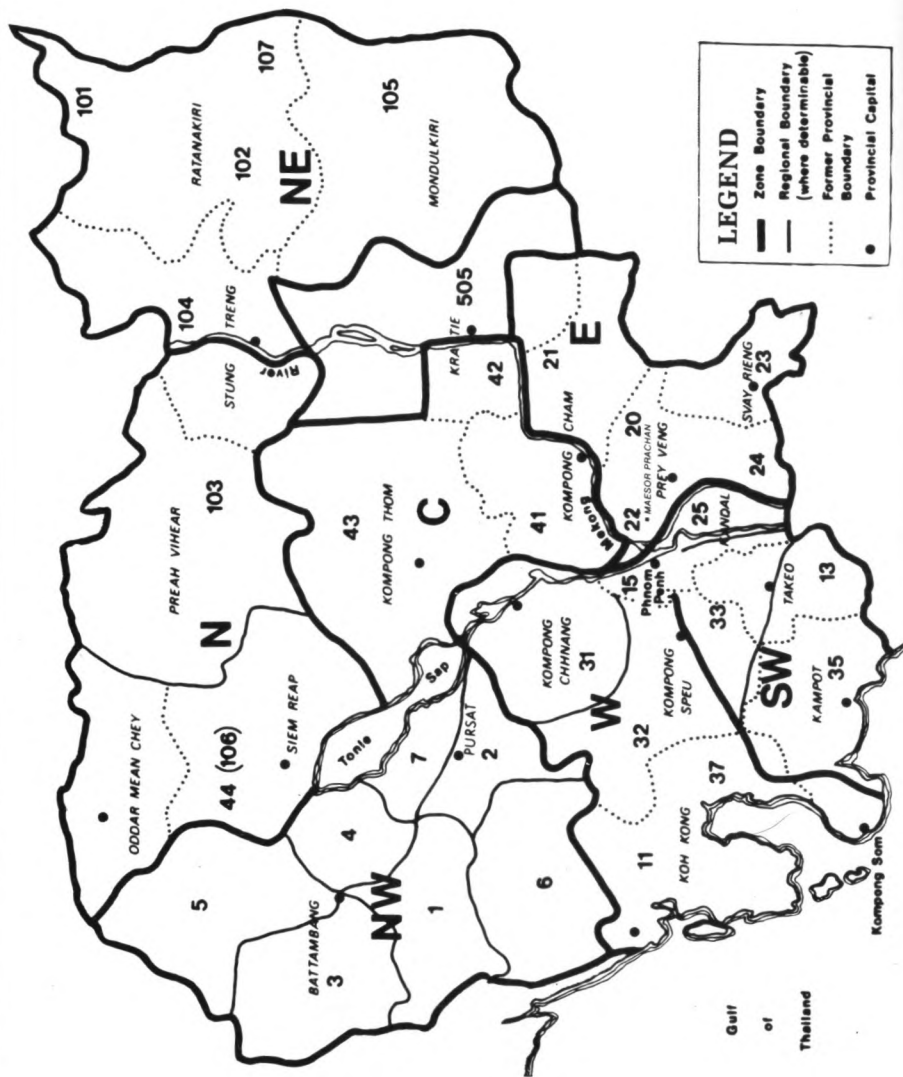 101
RATANAKIRI
102
107
NE
104
STUNG TRENG
River
105
MONDULKIRI
PREAH VIHEAR
103
N
ODDAR MEAN CHEY
44 (106)
SIEM REAP
KRATIE
505
42
43
KOMPONG THOM
C
41
KOMPONG CHAM
Mekong
21
E
20
MAESOR PRACHAN
PREY VENG
22
SVAY RIENG
23
24
25
KANDAL
5
BATTAMBANG
3
4
NW
1
6
7
2
PURSAT
Tonle
Sap
KOMPONG
CHHNANG
31
15
Phnom
Penh
W
32
KOMPONG
SPEU
33
TAKEO
13
SW
35
KAMPOT
37
11
KOH KONG
Kompong Som
Gulf
of
Thailand
LEGEND
Zone Boundary
Regional Boundary
(where determinable)
Former Provincial
Boundary
Provincial Capital